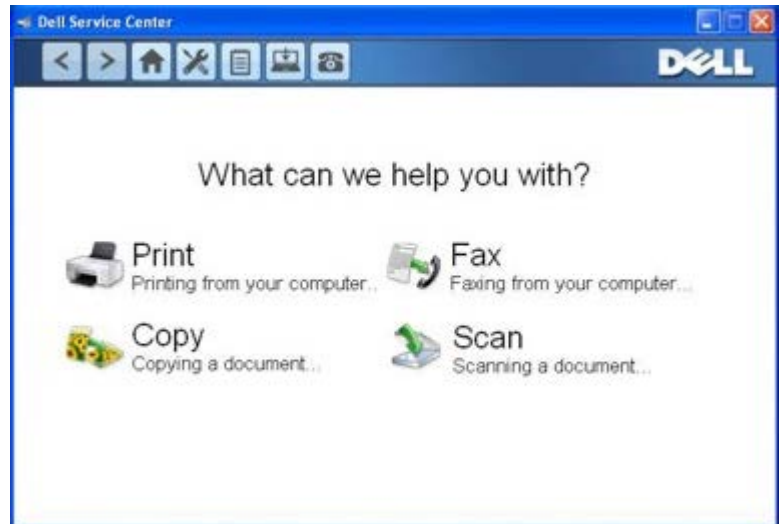 Dell Service Center
DELL
What can we help you with?
Print
Printing from your computer..
Fax
Faxing from your computer...
Copy
Copying a document...
Scan
Scanning a document...